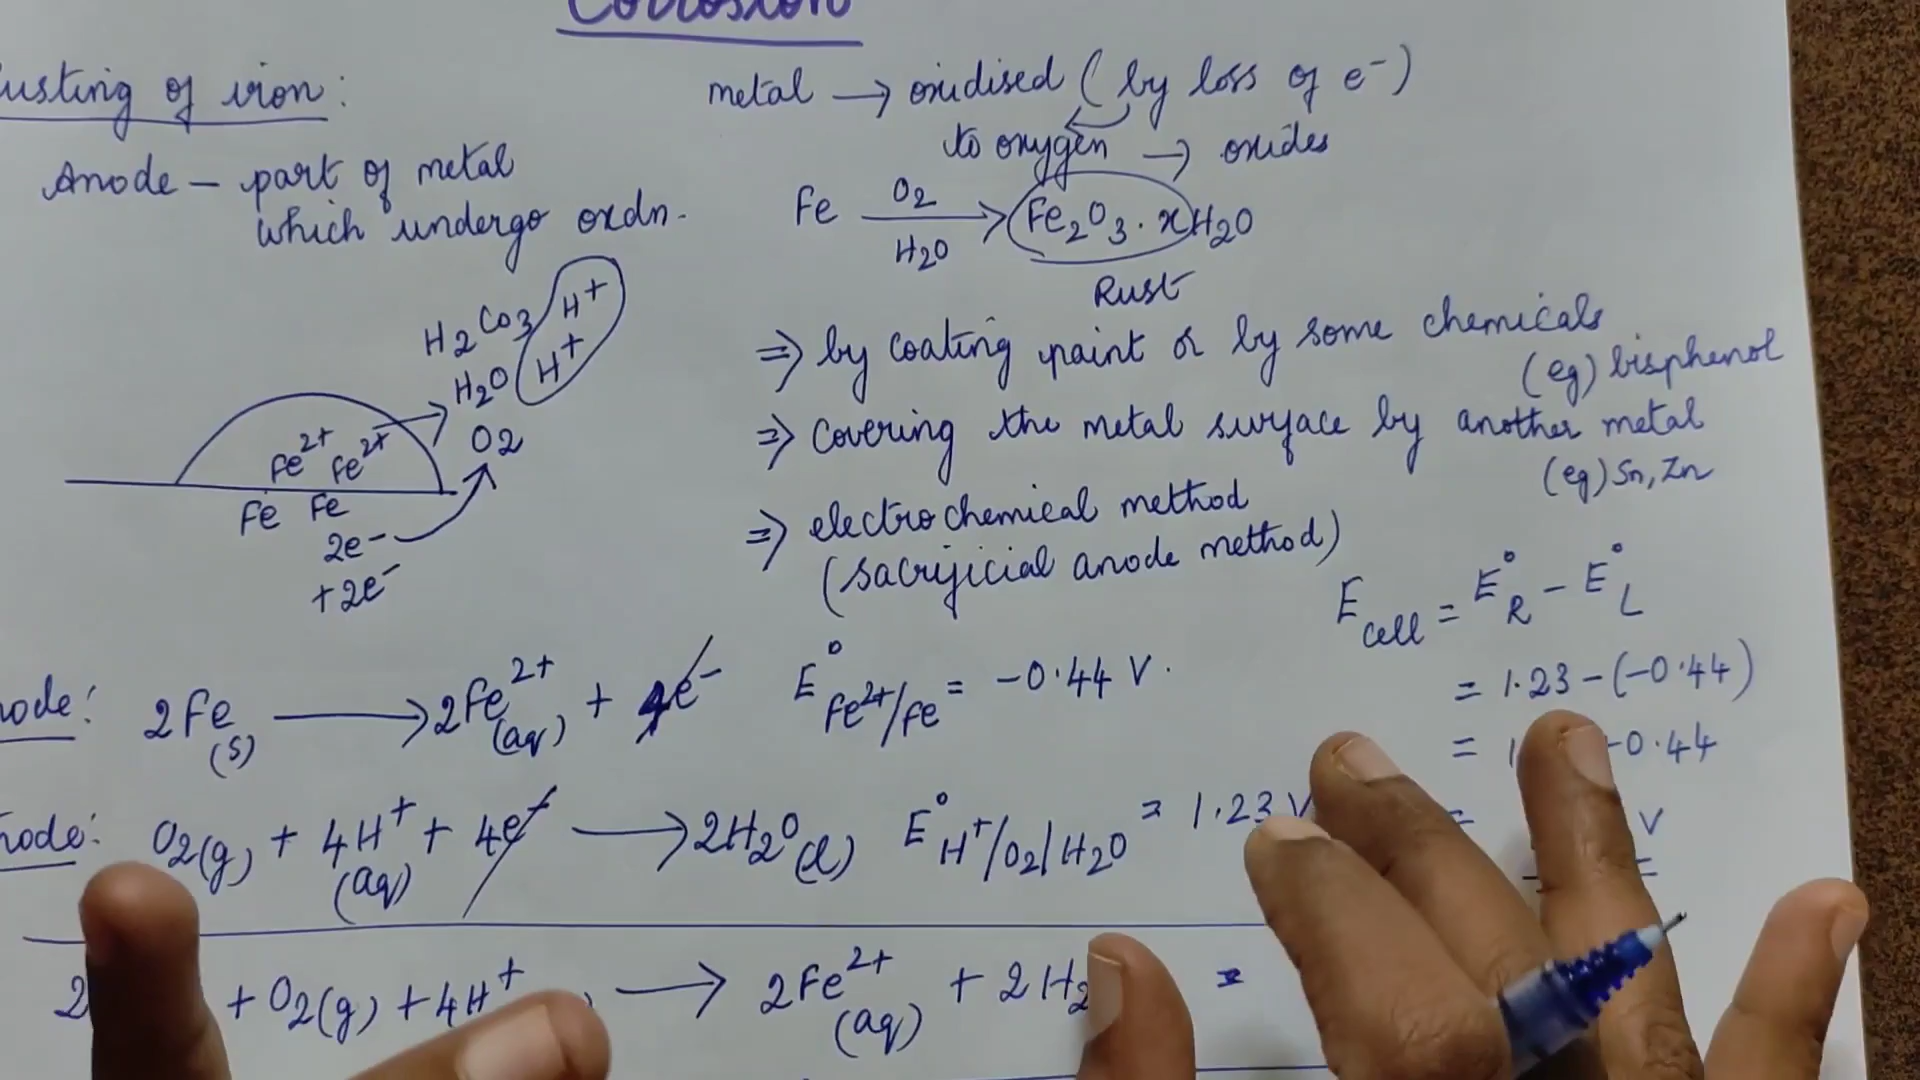 Corrosion
usting of iron:
metal → oxidised (by loss of e⁻)
to oxygen → oxides
Anode – part of metal
which undergo oxdn.
Fe O2 H2O → Fe2O3.xH2O
Rust
H2CO3 H+
H2O H+
O2
Fe2+ Fe2+
Fe Fe
2e⁻
+2e⁻
⇒ by coating paint or by some chemicals
(eg) bisphenol
⇒ Covering the metal surface by another metal
(eg) Sn, Zn
⇒ electrochemical method
(sacrificial anode method)
Ecell = E°R – E°L
= 1.23 – (–0.44)
0.44
V
ode: 2Fe(s) → 2Fe2+(aq) + 4e⁻ E°Fe2+/Fe = –0.44 V.
hode: O2(g) + 4H+(aq) + 4e⁻ → 2H2O(l) E°H+/O2/H2O = 1.23 V
2 + O2(g) + 4H+ → 2Fe2+(aq) + 2H2